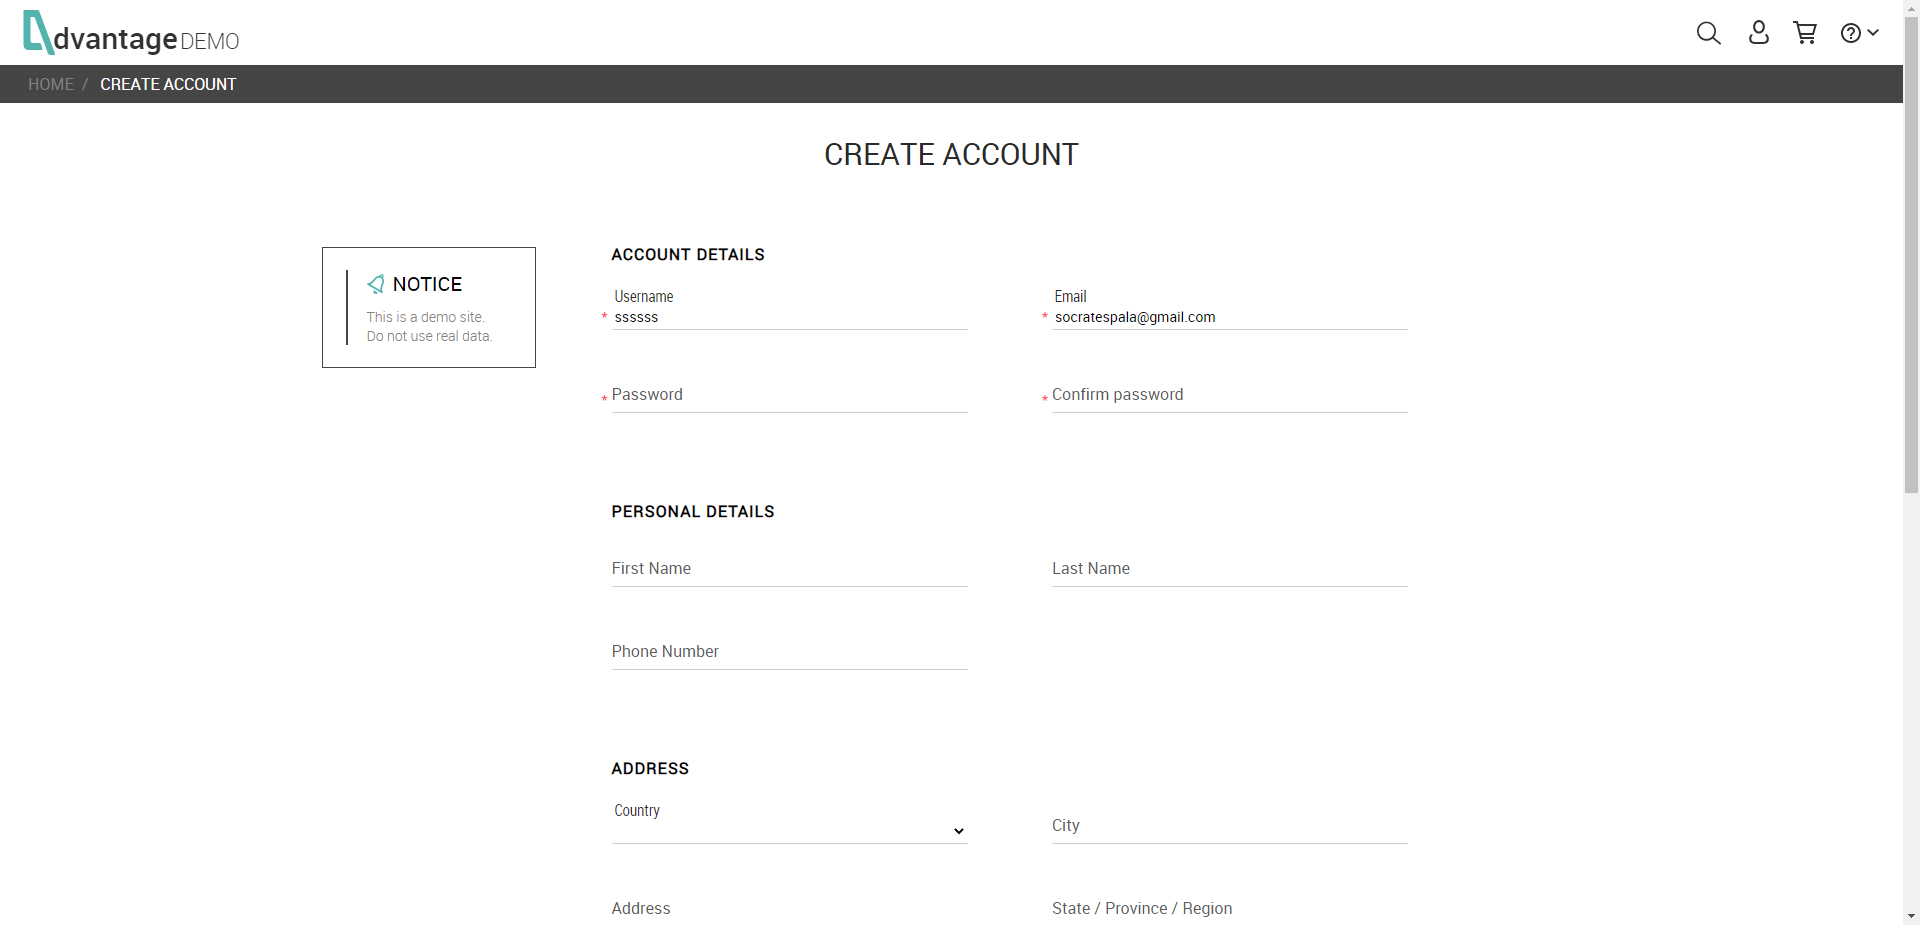 dvantage DEMO
HOME / CREATE ACCOUNT
CREATE ACCOUNT
NOTICE
This is a demo site.
Do not use real data.
ACCOUNT DETAILS
Username
* ssssss
Email
* socratespala@gmail.com
* Password
* Confirm password
PERSONAL DETAILS
First Name
Last Name
Phone Number
ADDRESS
Country
City
Address
State / Province / Region